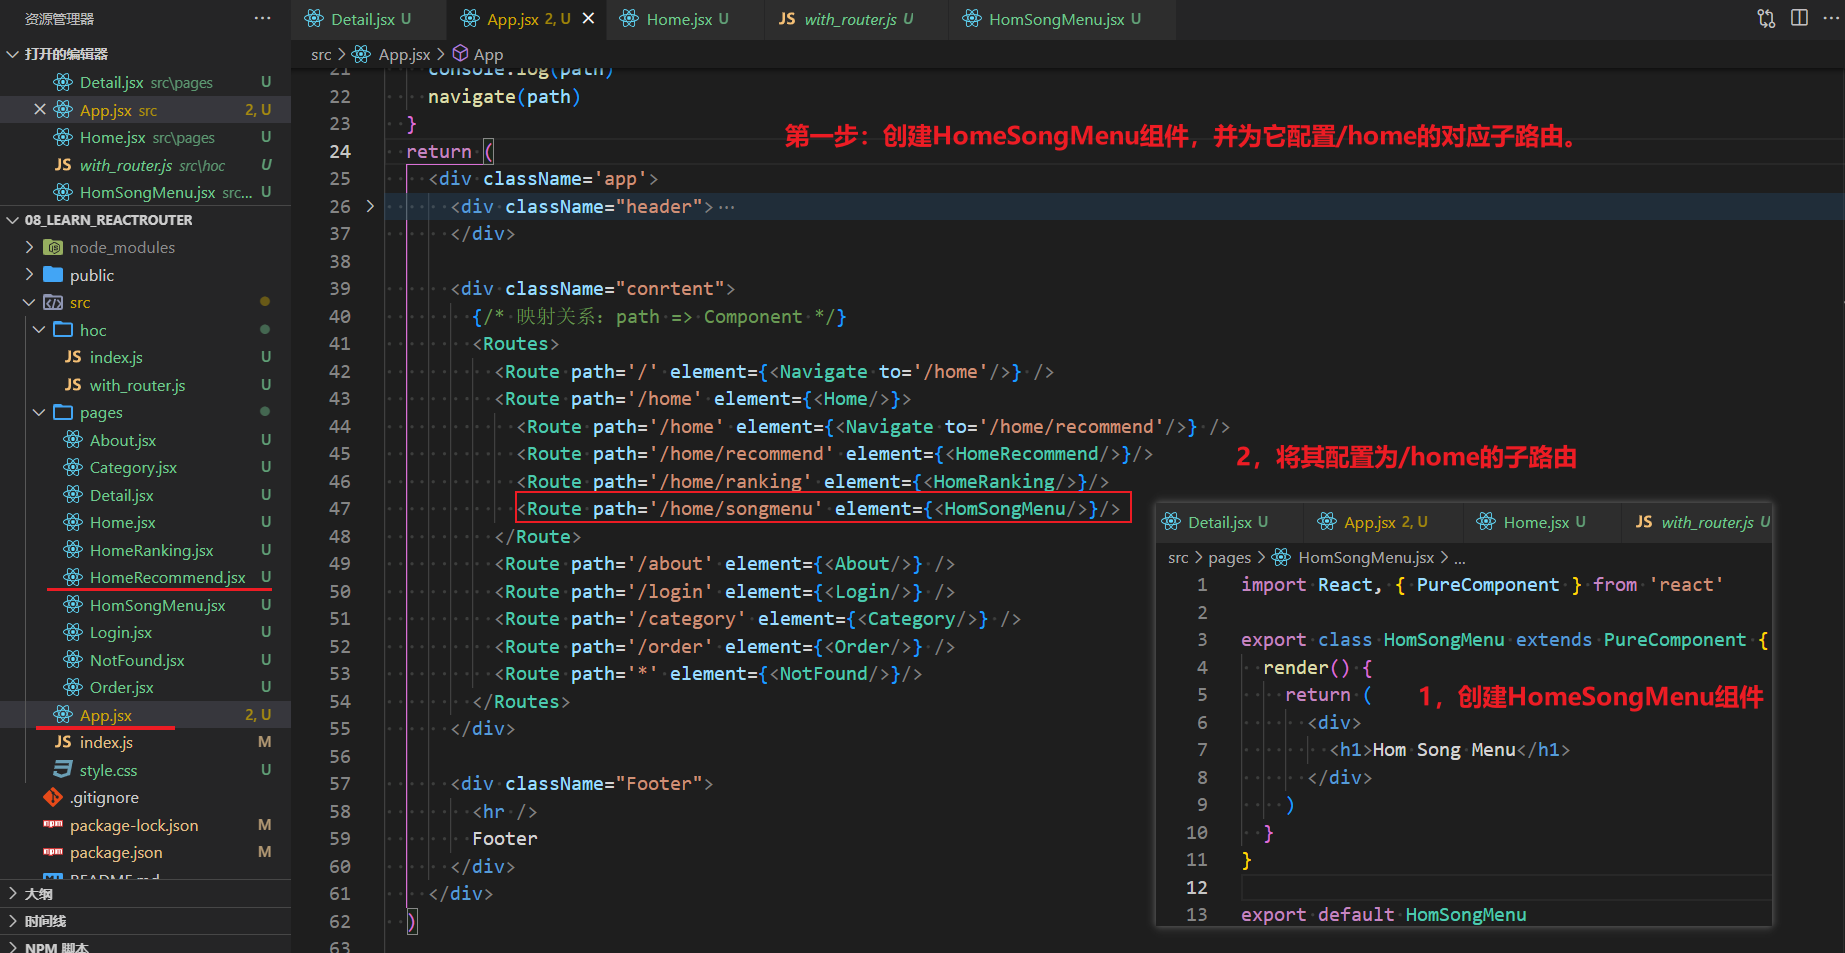 资源管理器 ···
打开的编辑器
Detail.jsx src\pages U
App.jsx src 2, U
Home.jsx src\pages U
JS with_router.js src\hoc U
HomSongMenu.jsx src... U
08_LEARN_REACTROUTER
node_modules
public
src
hoc
JS index.js U
JS with_router.js U
pages
About.jsx U
Category.jsx U
Detail.jsx U
Home.jsx U
HomeRanking.jsx U
HomeRecommend.jsx U
HomSongMenu.jsx U
Login.jsx U
NotFound.jsx U
Order.jsx U
App.jsx 2, U
JS index.js M
style.css U
.gitignore
package-lock.json M
package.json M
README.md
大纲
时间线
NPM 脚本
Detail.jsx U App.jsx 2, U Home.jsx U JS with_router.js U HomSongMenu.jsx U ···
src > App.jsx > App
21 console.log(path)
22 navigate(path)
23 }
第一步：创建HomeSongMenu组件，并为它配置/home的对应子路由。
24 return (
25 <div className='app'>
26 <div className="header">···
37 </div>
38
39 <div className="conrtent">
40 {/* 映射关系：path => Component */}
41 <Routes>
42 <Route path='/' element={<Navigate to='/home'/>} />
43 <Route path='/home' element={<Home/>}>
44 <Route path='/home' element={<Navigate to='/home/recommend'/>} />
45 <Route path='/home/recommend' element={<HomeRecommend/>}/>
2，将其配置为/home的子路由
46 <Route path='/home/ranking' element={<HomeRanking/>}/>
47 <Route path='/home/songmenu' element={<HomSongMenu/>}/>
48 </Route>
49 <Route path='/about' element={<About/>} />
50 <Route path='/login' element={<Login/>} />
51 <Route path='/category' element={<Category/>} />
52 <Route path='/order' element={<Order/>} />
53 <Route path='*' element={<NotFound/>}/>
54 </Routes>
55 </div>
56
57 <div className="Footer">
58 <hr />
59 Footer
60 </div>
61 </div>
62 )
63
Detail.jsx U App.jsx 2, U Home.jsx U JS with_router.js U
src > pages > HomSongMenu.jsx > ...
1 import React, { PureComponent } from 'react'
2
3 export class HomSongMenu extends PureComponent {
4 render() {
5 return (
1，创建HomeSongMenu组件
6 <div>
7 <h1>Hom Song Menu</h1>
8 </div>
9 )
10 }
11 }
12
13 export default HomSongMenu